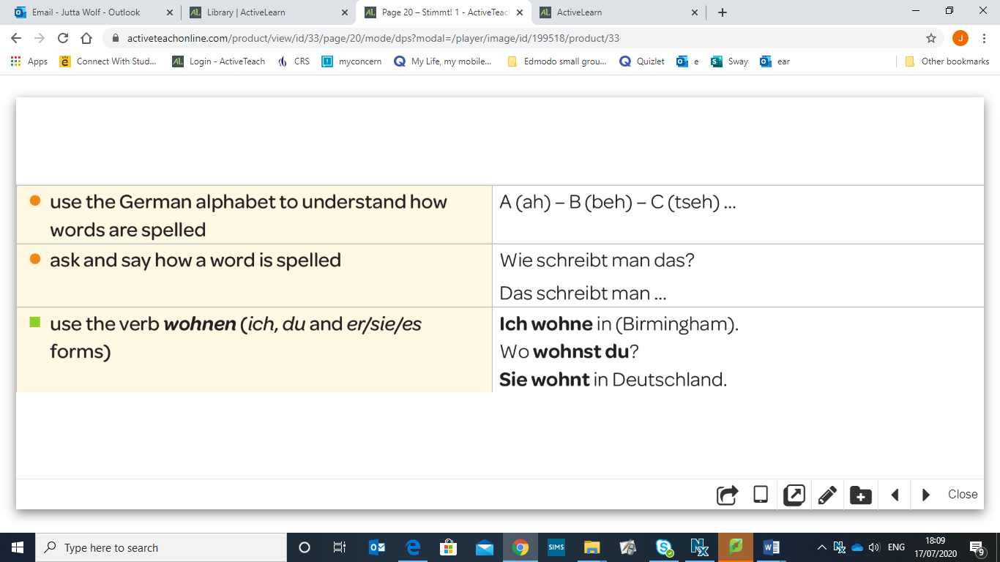 Email - Jutta Wolf - Outlook
Library | ActiveLearn
Page 20 – Stimmt! 1 - ActiveTeac
ActiveLearn
activeteachonline.com/product/view/id/33/page/20/mode/dps?modal=/player/image/id/199518/product/33
J
Apps
Connect With Stud...
AL
Login - ActiveTeach
CRS
myconcern
My Life, my mobile...
Edmodo small grou...
Quizlet
e
Sway
ear
Other bookmarks
use the German alphabet to understand how
words are spelled
A (ah) – B (beh) – C (tseh) ...
ask and say how a word is spelled
Wie schreibt man das?
Das schreibt man ...
use the verb wohnen (ich, du and er/sie/es
forms)
Ich wohne in (Birmingham).
Wo wohnst du?
Sie wohnt in Deutschland.
Close
Type here to search
SIMS
ENG
18:09
17/07/2020
9